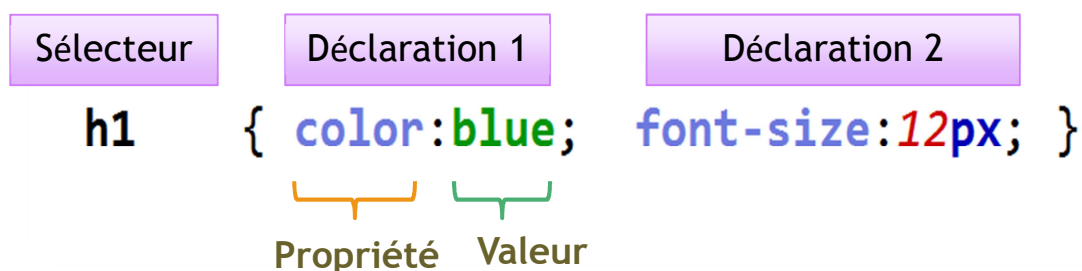 Sélecteur Déclaration 1 Déclaration 2
h1 { color:blue; font-size:12px; }
Propriété Valeur